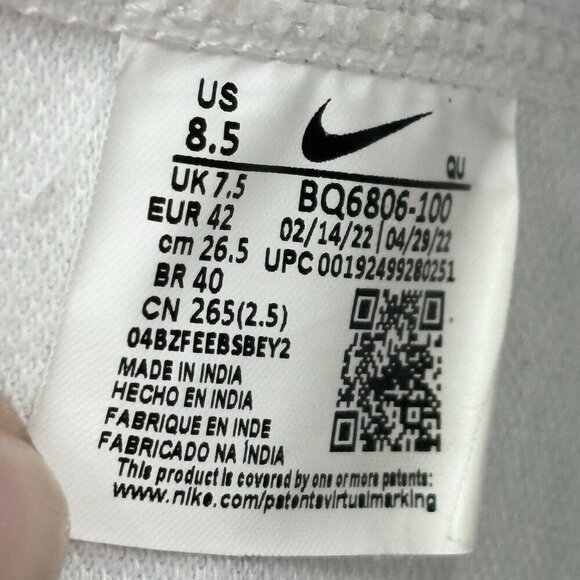 US
8.5
QU
UK 7.5
BQ6806-100
EUR 42
02/14/22 | 04/29/22
cm 26.5
UPC 00192499280251
BR 40
CN 265(2.5)
04BZFEEBSBEY2
MADE IN INDIA
HECHO EN INDIA
FABRIQUE EN INDE
FABRICADO NA ÍNDIA
This product is covered by one or more patents:
www.nike.com/patentsvirtualmarking